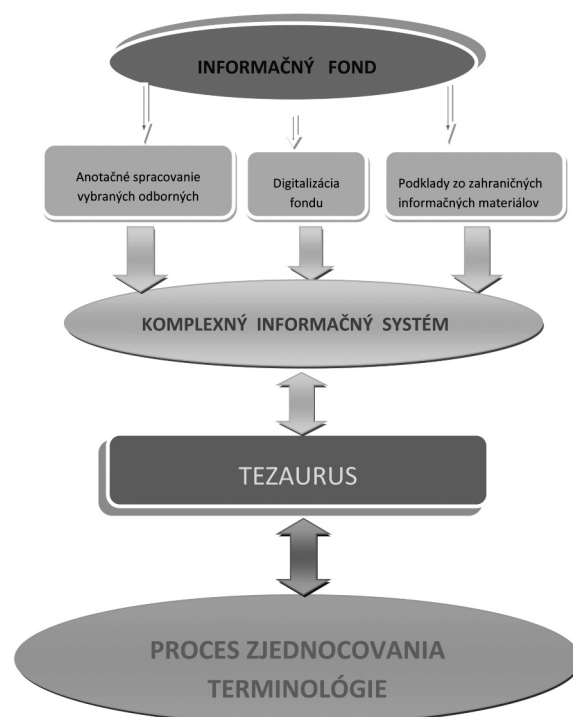 INFORMAČNÝ FOND
Anotačné spracovanie
vybraných odborných
Digitalizácia
fondu
Podklady zo zahraničných
informačných materiálov
KOMPLEXNÝ INFORMAČNÝ SYSTÉM
TEZAURUS
PROCES ZJEDNOCOVANIA
TERMINOLÓGIE